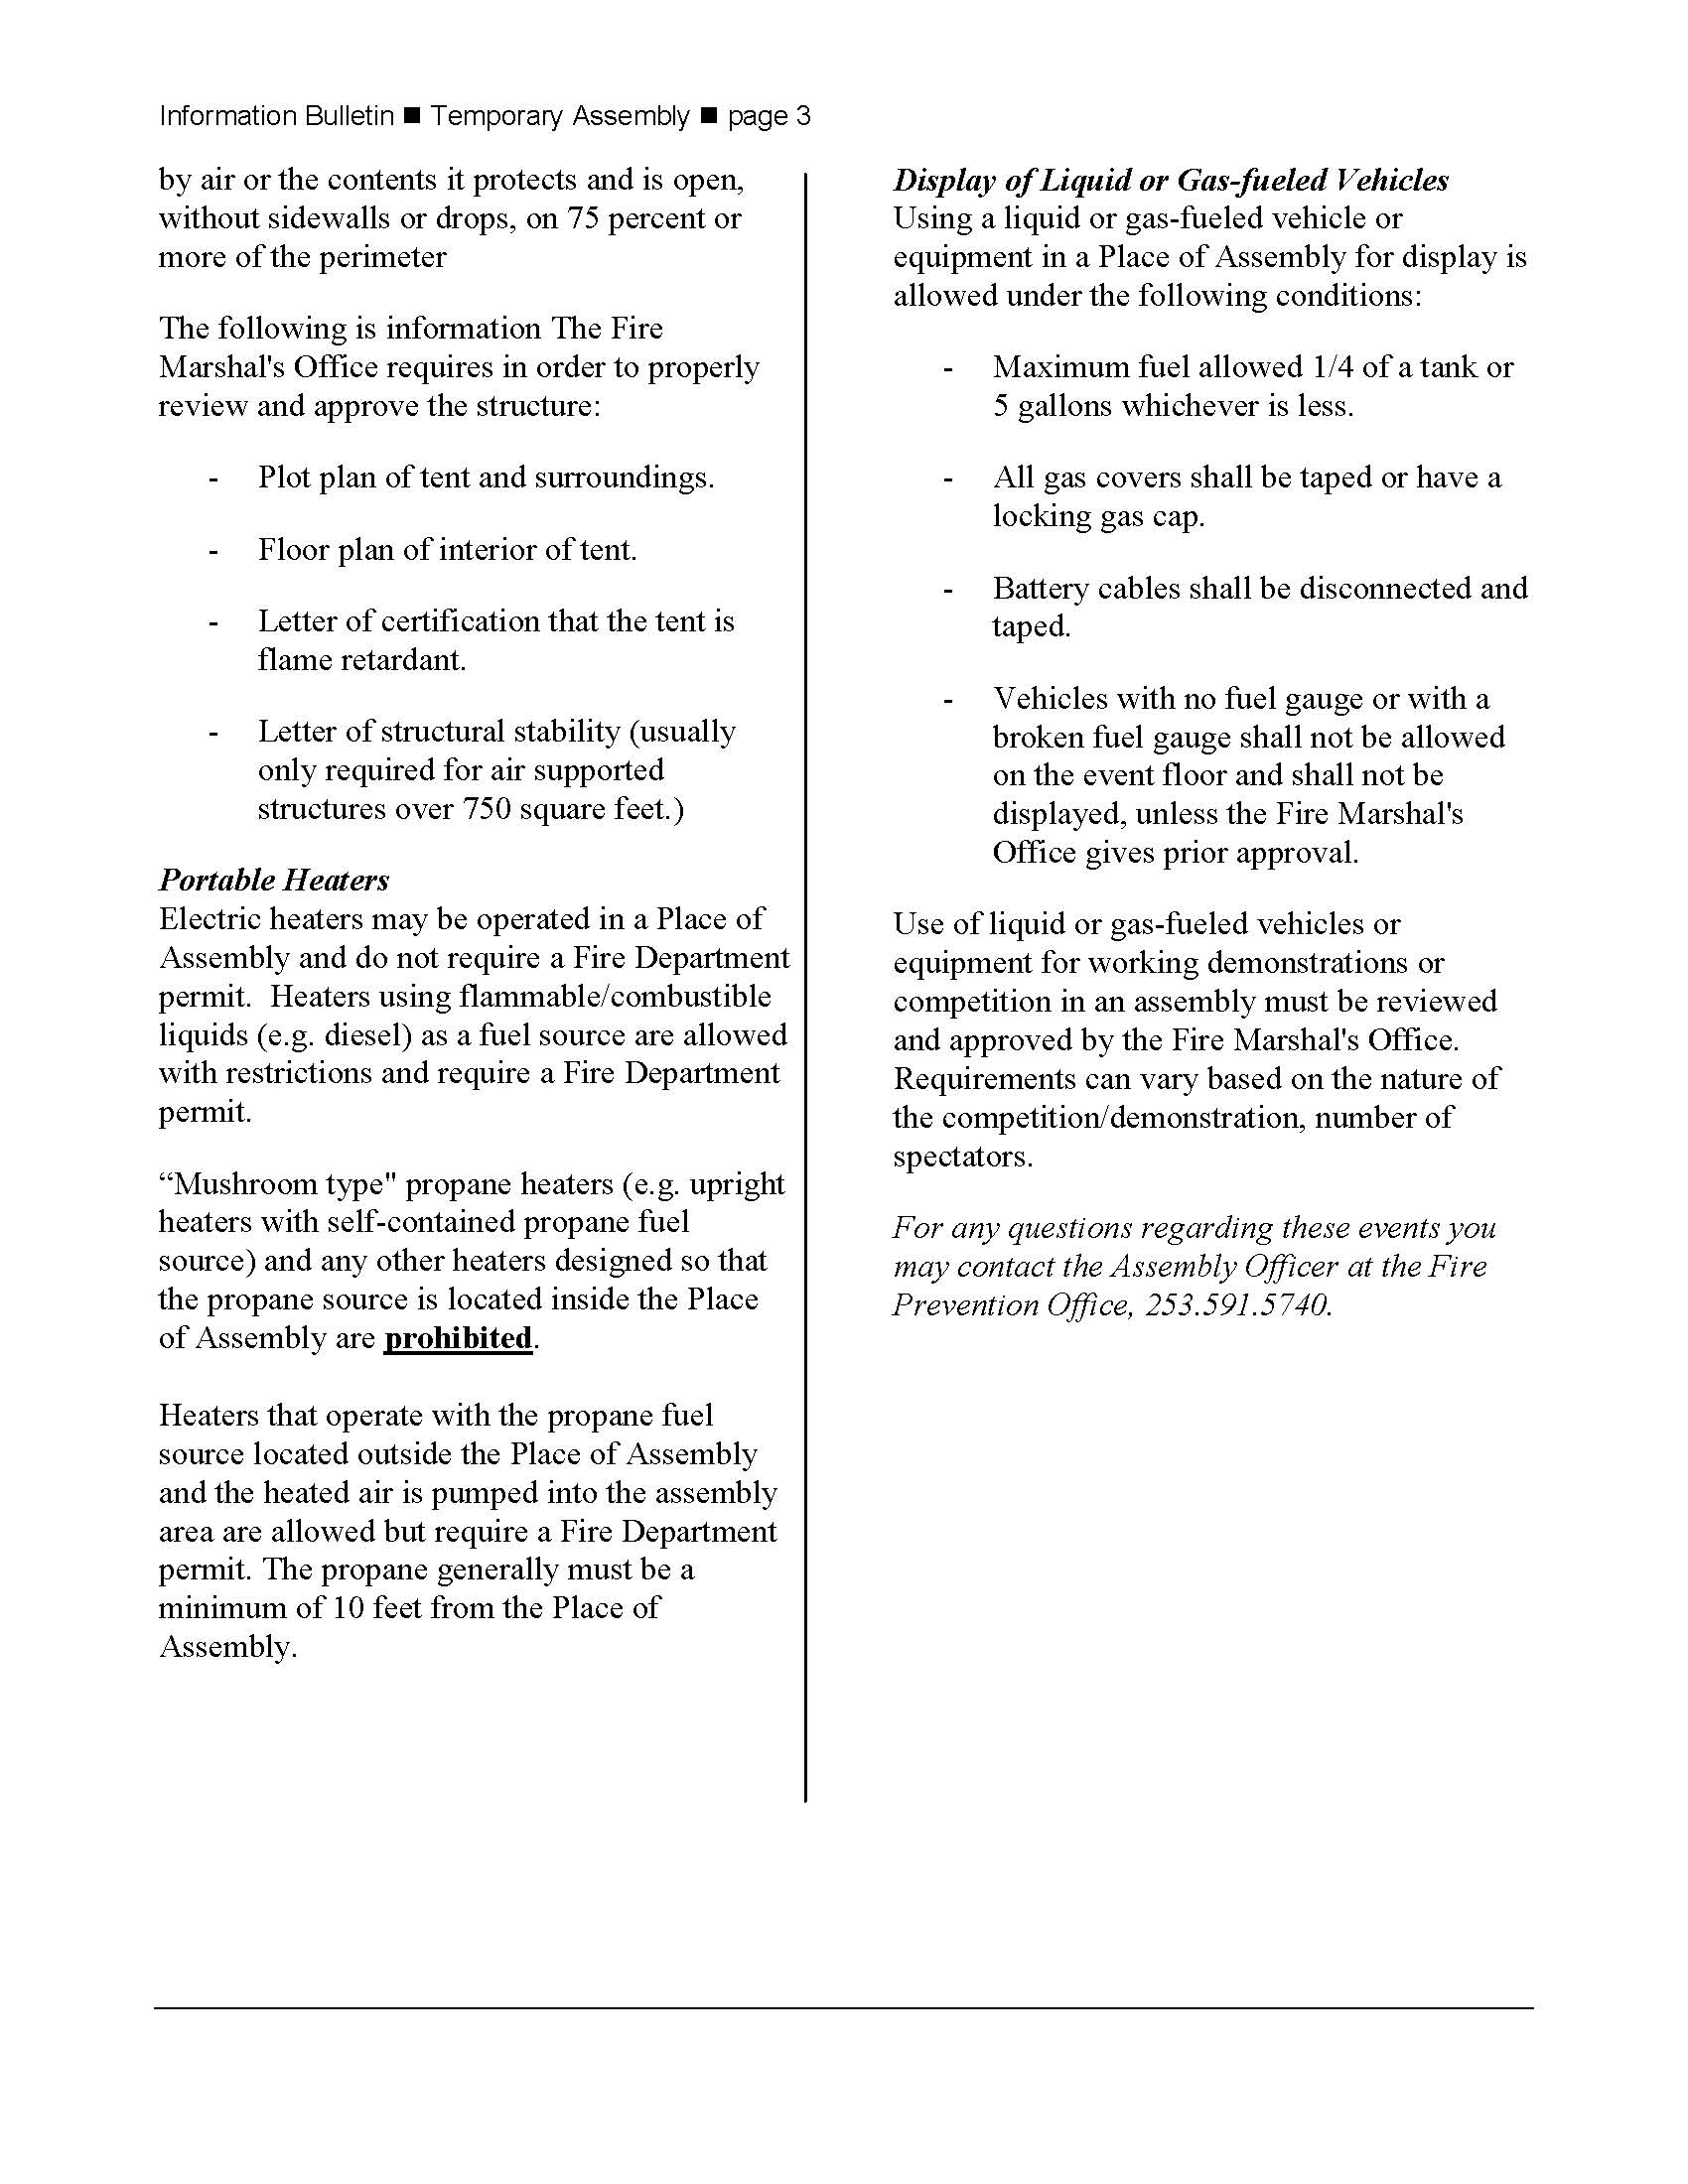 Information Bulletin ■ Temporary Assembly ■ page 3
by air or the contents it protects and is open,
without sidewalls or drops, on 75 percent or
more of the perimeter
The following is information The Fire
Marshal's Office requires in order to properly
review and approve the structure:
- Plot plan of tent and surroundings.
- Floor plan of interior of tent.
- Letter of certification that the tent is
flame retardant.
- Letter of structural stability (usually
only required for air supported
structures over 750 square feet.)
Portable Heaters
Electric heaters may be operated in a Place of
Assembly and do not require a Fire Department
permit.  Heaters using flammable/combustible
liquids (e.g. diesel) as a fuel source are allowed
with restrictions and require a Fire Department
permit.
“Mushroom type" propane heaters (e.g. upright
heaters with self-contained propane fuel
source) and any other heaters designed so that
the propane source is located inside the Place
of Assembly are prohibited.
Heaters that operate with the propane fuel
source located outside the Place of Assembly
and the heated air is pumped into the assembly
area are allowed but require a Fire Department
permit. The propane generally must be a
minimum of 10 feet from the Place of
Assembly.
Display of Liquid or Gas-fueled Vehicles
Using a liquid or gas-fueled vehicle or
equipment in a Place of Assembly for display is
allowed under the following conditions:
- Maximum fuel allowed 1/4 of a tank or
5 gallons whichever is less.
- All gas covers shall be taped or have a
locking gas cap.
- Battery cables shall be disconnected and
taped.
- Vehicles with no fuel gauge or with a
broken fuel gauge shall not be allowed
on the event floor and shall not be
displayed, unless the Fire Marshal's
Office gives prior approval.
Use of liquid or gas-fueled vehicles or
equipment for working demonstrations or
competition in an assembly must be reviewed
and approved by the Fire Marshal's Office.
Requirements can vary based on the nature of
the competition/demonstration, number of
spectators.
For any questions regarding these events you
may contact the Assembly Officer at the Fire
Prevention Office, 253.591.5740.